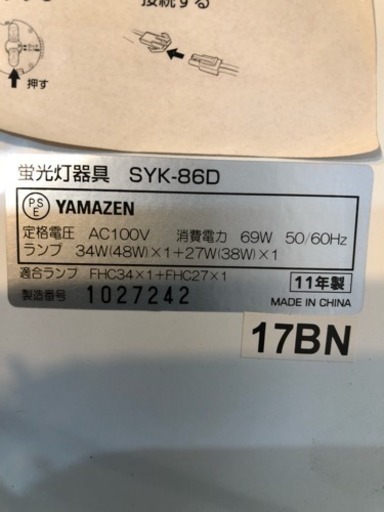 接続する
押す
蛍光灯器具 SYK-86D
PSE YAMAZEN
定格電圧 AC100V 消費電力 69W 50/60Hz
ランプ 34W(48W)×1+27W(38W)×1
適合ランプ FHC34×1+FHC27×1
製造番号 1027242
11年製
MADE IN CHINA
17BN